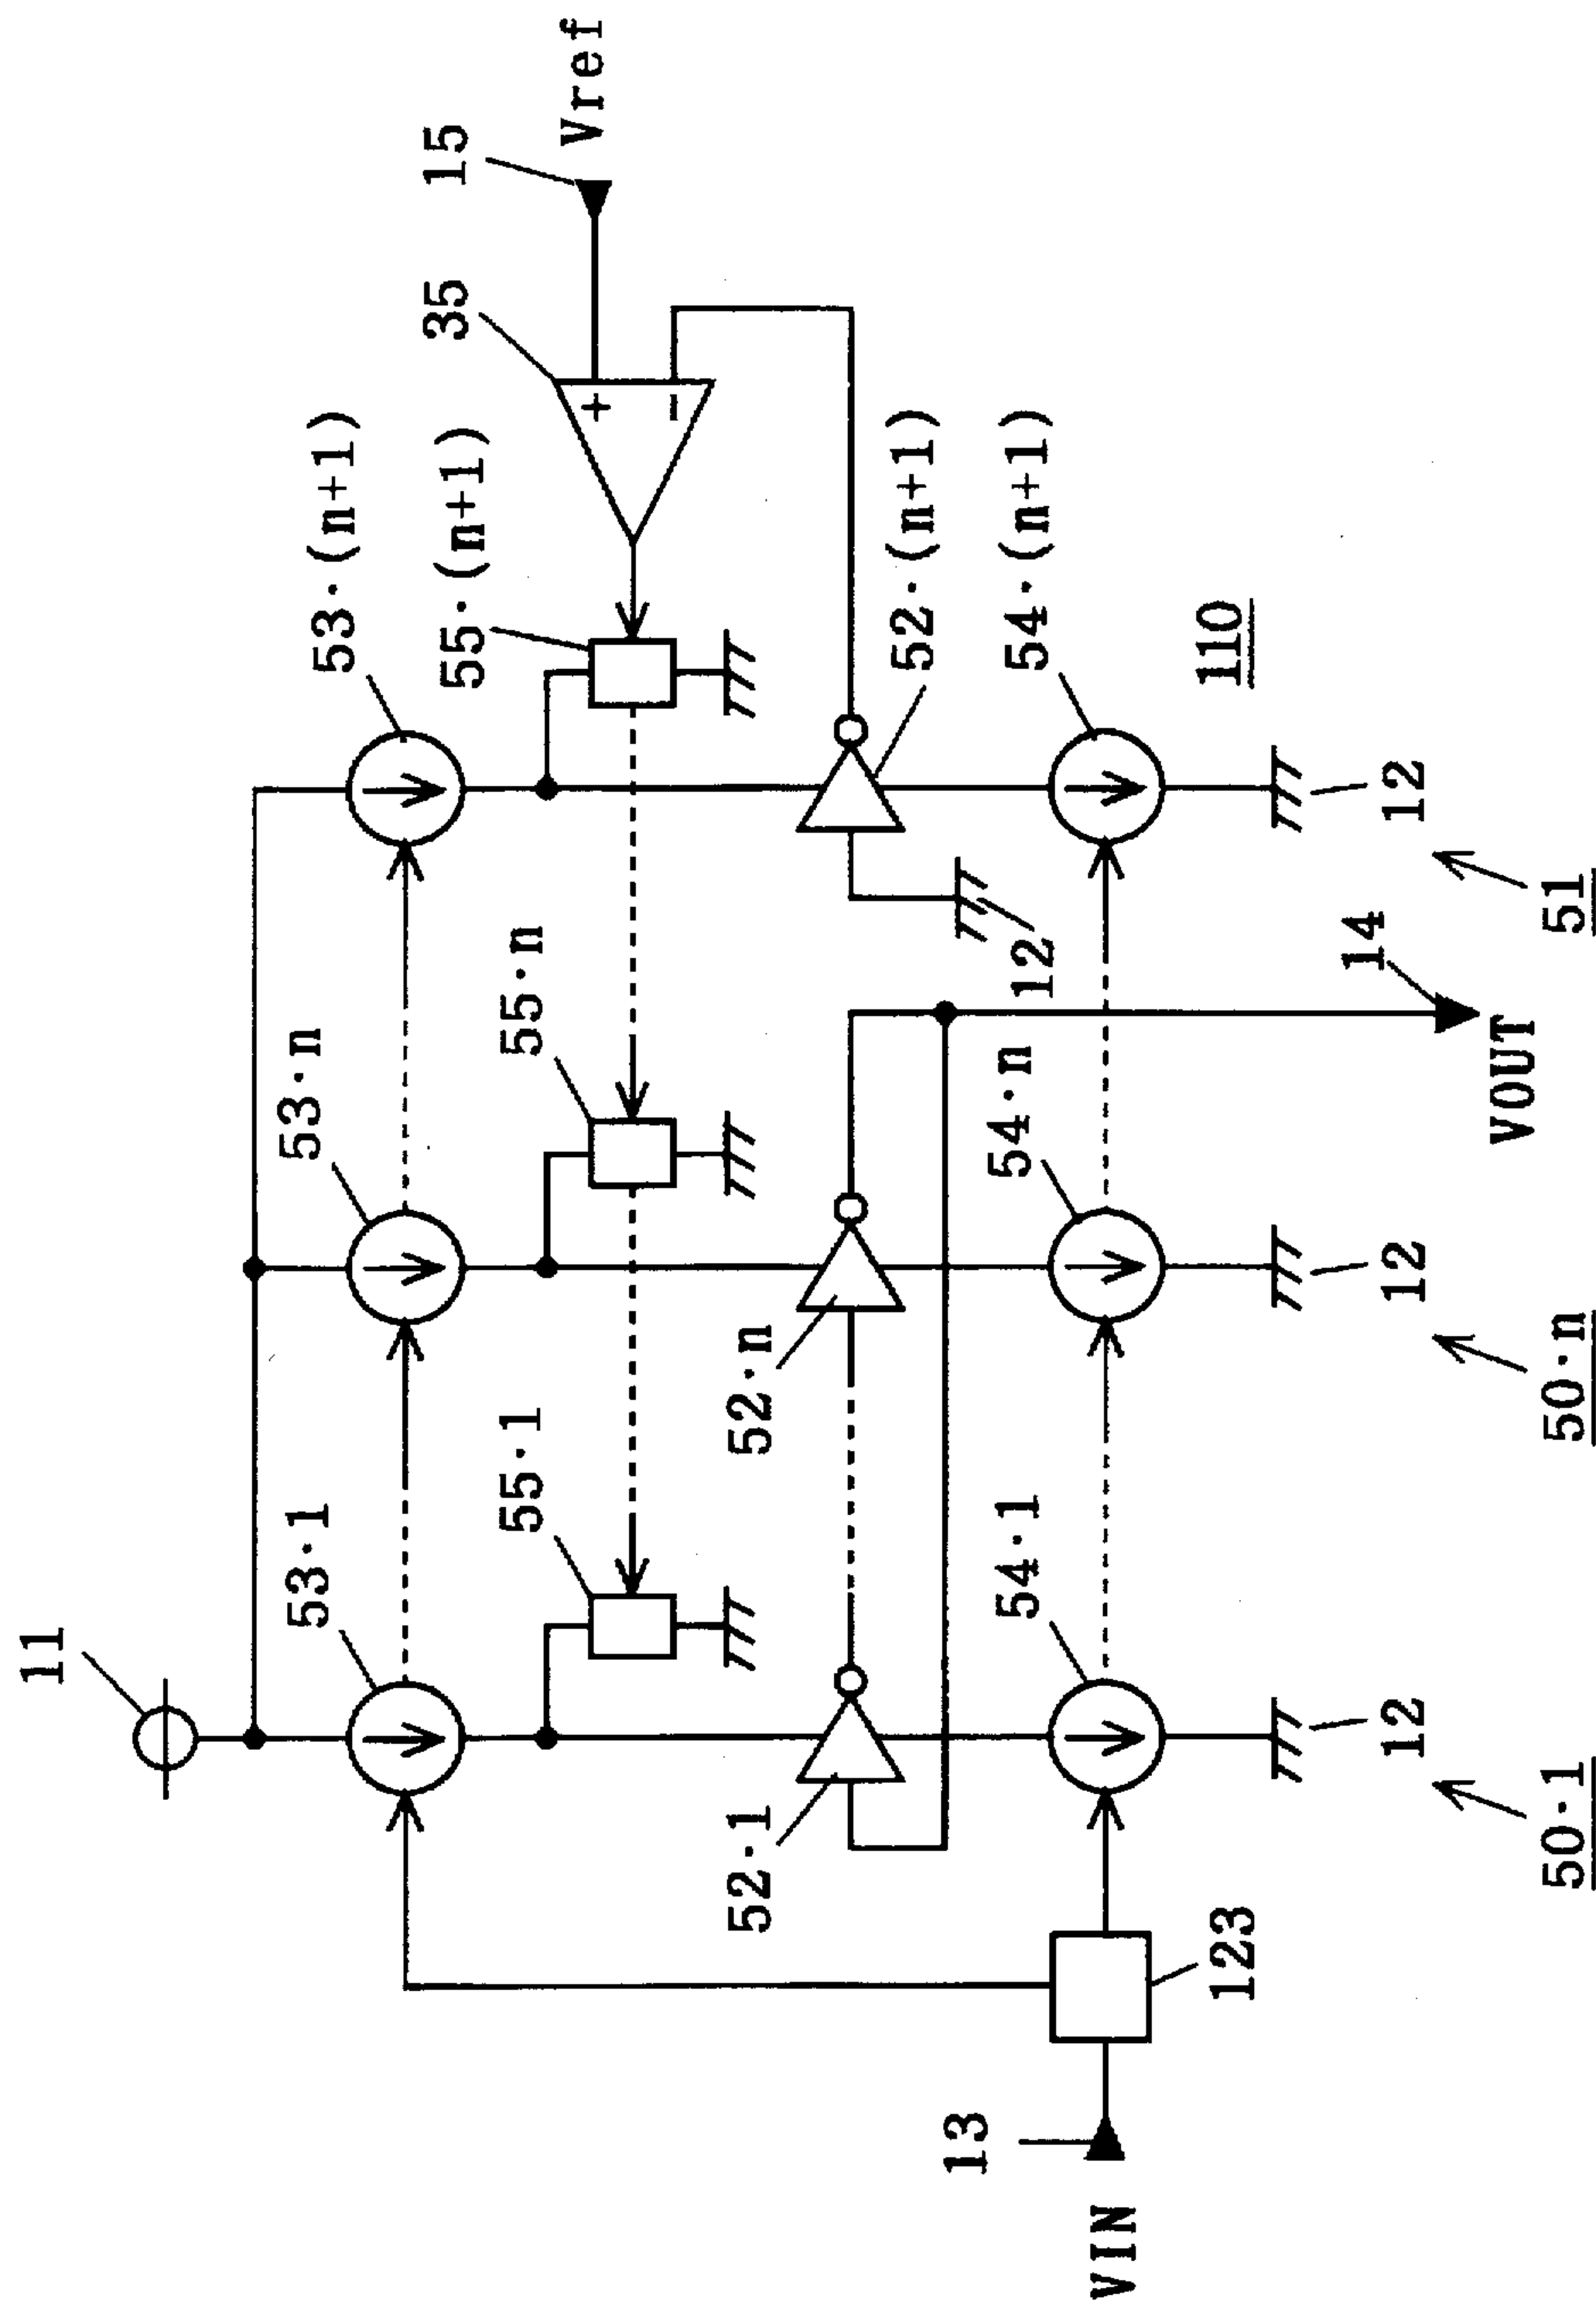 11
53·1
53·n
53·(n+1)
55·(n+1)
35
15
Vref
55·1
55·n
52·1
52·n
52·(n+1)
13
VIN
123
54·1
54·n
54·(n+1)
12
110
12
12
12
14
VOUT
50·1
50·n
51
+
−